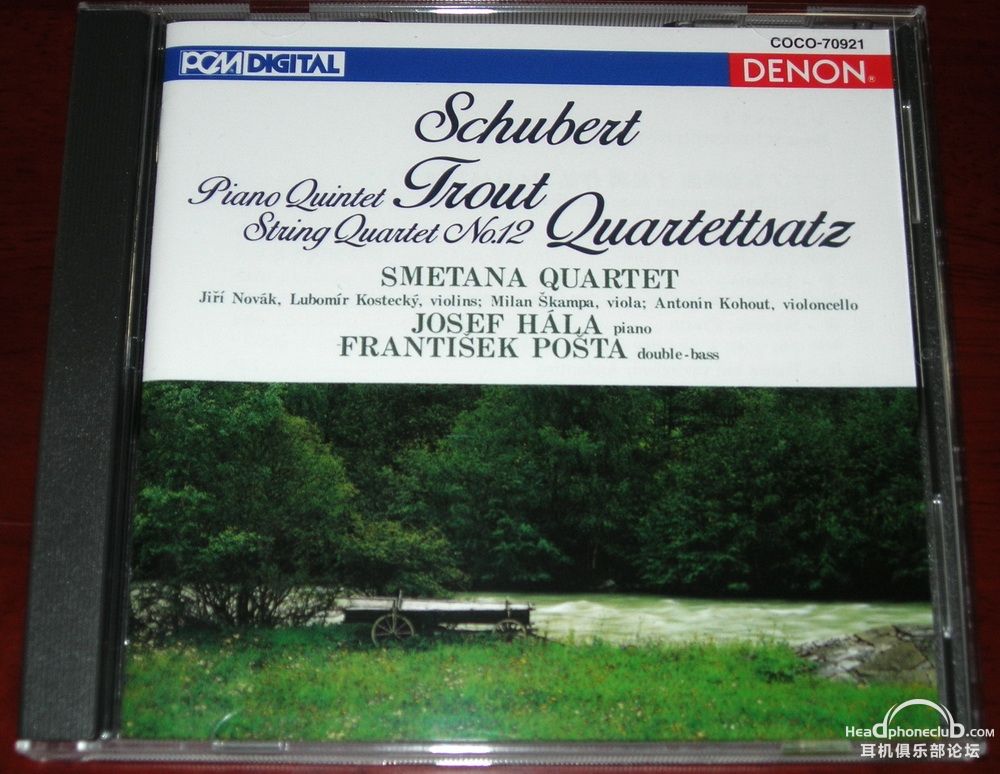 COCO-70921
PCM DIGITAL
DENON®
Schubert
Piano Quintet Trout
String Quartet No.12 Quartettsatz
SMETANA QUARTET
Jiří Novák, Lubomír Kostecký, violins; Milan Škampa, viola; Antonin Kohout, violoncello
JOSEF HÁLA piano
FRANTIŠEK POŠTA double-bass
HeadphoneclubD.COM
耳机俱乐部论坛